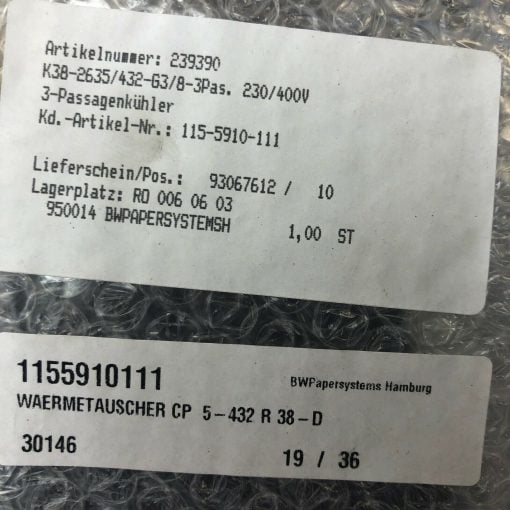 Artikelnummer: 239390
K38-2635/432-G3/8-3Pas. 230/400V
3-Passagenkühler
Kd.-Artikel-Nr.: 115-5910-111
Lieferschein/Pos.: 93067612 / 10
Lagerplatz: RO 006 06 03
950014 BWPAPERSYSTEMSH 1,00 ST
1155910111 BWPapersystems Hamburg
WAERMETAUSCHER CP 5-432 R 38-D
30146 19 / 36